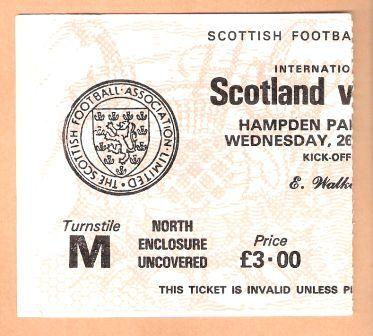 SCOTTISH FOOTBA
INTERNATIO
Scotland v
HAMPDEN PA
WEDNESDAY, 26
KICK-OFF
E. Walk
THE SCOTTISH FOOTBALL ASSOCIATION LIMITED
Turnstile
M
NORTH
ENCLOSURE
UNCOVERED
Price
£3·00
THIS TICKET IS INVALID UNLESS P